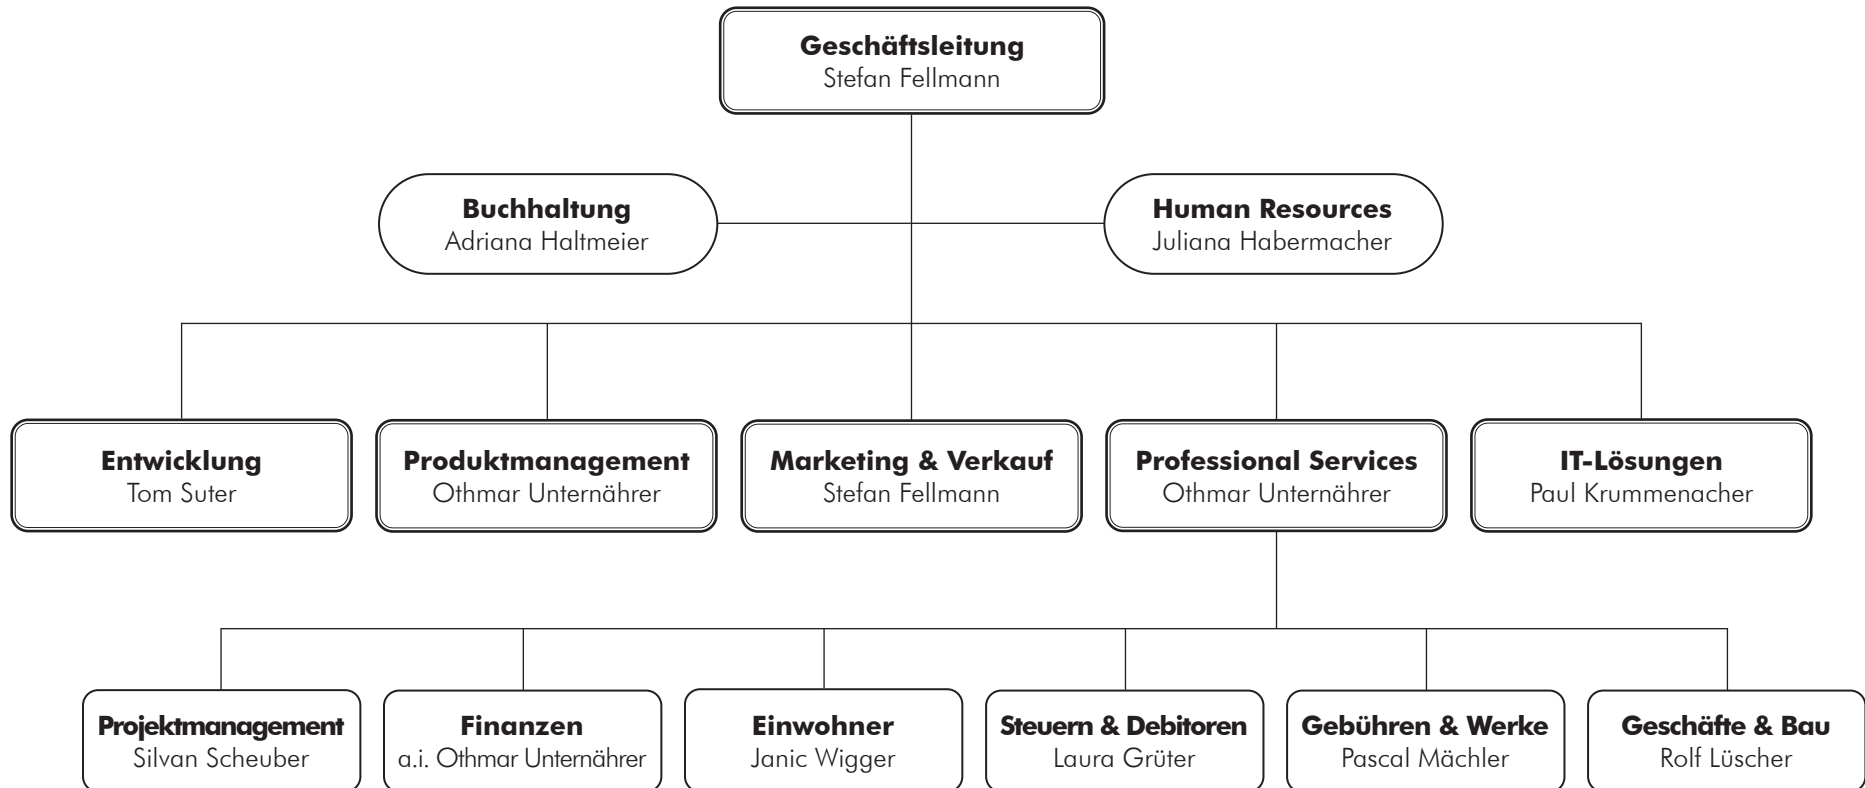 Geschäftsleitung
Stefan Fellmann
Buchhaltung
Adriana Haltmeier
Human Resources
Juliana Habermacher
Entwicklung
Tom Suter
Produktmanagement
Othmar Unternährer
Marketing & Verkauf
Stefan Fellmann
Professional Services
Othmar Unternährer
IT-Lösungen
Paul Krummenacher
Projektmanagement
Silvan Scheuber
Finanzen
a.i. Othmar Unternährer
Einwohner
Janic Wigger
Steuern & Debitoren
Laura Grüter
Gebühren & Werke
Pascal Mächler
Geschäfte & Bau
Rolf Lüscher